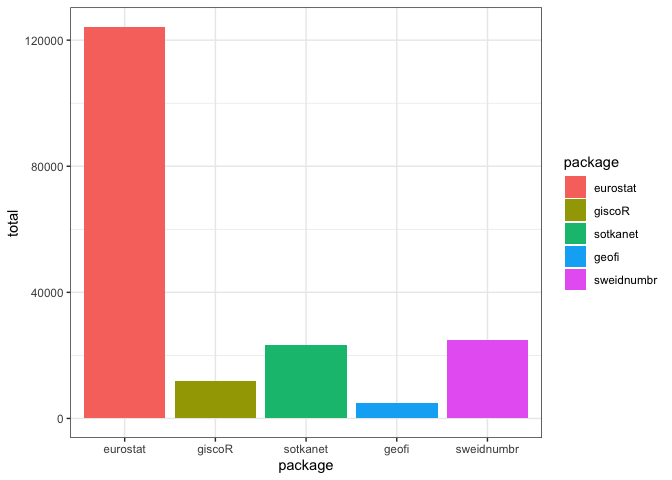 120000
80000
40000
0
total
eurostat
giscoR
sotkanet
geofi
sweidnumbr
package
package
eurostat
giscoR
sotkanet
geofi
sweidnumbr